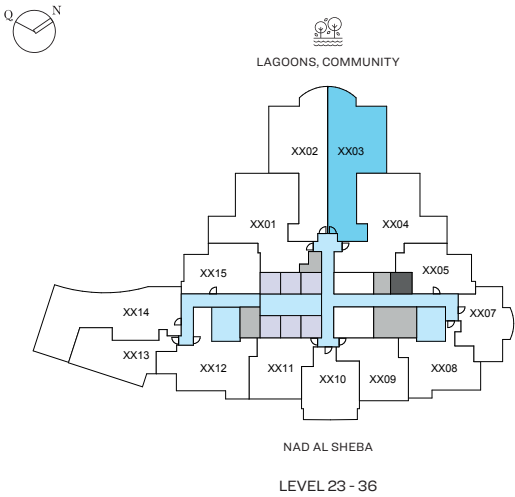 Q N
LAGOONS, COMMUNITY
XX02 XX03
XX01 XX04
XX15 XX05
XX14 XX07
XX13 XX12 XX11 XX10 XX09 XX08
NAD AL SHEBA
LEVEL 23 - 36